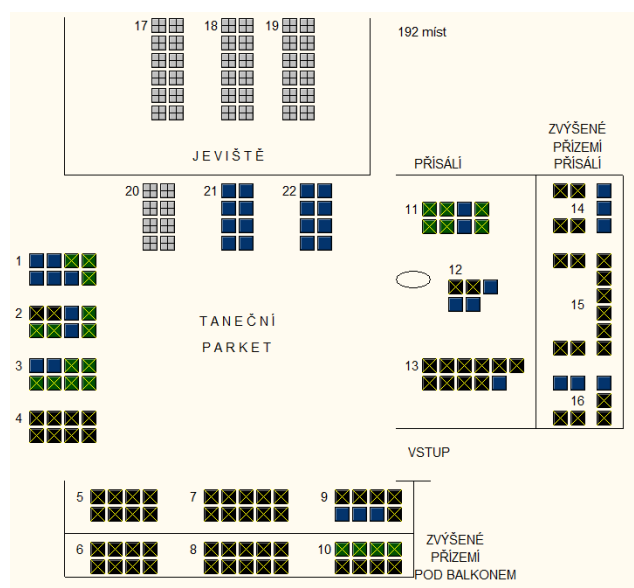 17
18
19
192 míst
JEVIŠTĚ
ZVÝŠENÉ
PŘÍZEMÍ
PŘÍSÁLÍ
PŘÍSÁLÍ
20
21
22
11
14
1
12
2
TANEČNÍ
PARKET
15
3
13
4
16
VSTUP
5
7
9
6
8
10
ZVÝŠENÉ
PŘÍZEMÍ
POD BALKONEM